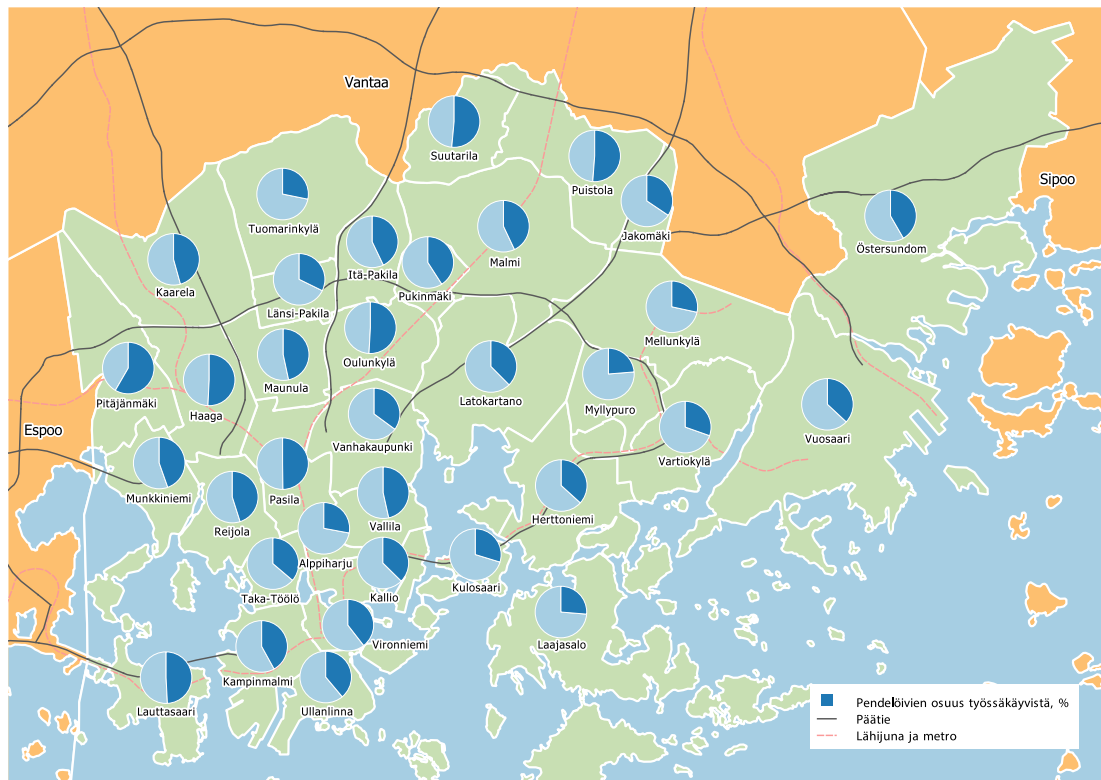 Vantaa
Suutarila
Puistola
Sipoo
Tuomarinkylä
Jakomäki
Östersundom
Itä-Pakila
Malmi
Kaarela
Pukinmäki
Länsi-Pakila
Mellunkylä
Oulunkylä
Maunula
Pitäjänmäki
Haaga
Latokartano
Myllypuro
Espoo
Vanhakaupunki
Vuosaari
Vartiokylä
Munkkiniemi
Pasila
Reijola
Vallila
Herttoniemi
Alppiharju
Kulosaari
Taka-Töölö
Kallio
Vironniemi
Laajasalo
Kampinmalmi
Lauttasaari
Ullanlinna
Pendelöivien osuus työssäkäyvistä, %
Päätie
Lähijuna ja metro